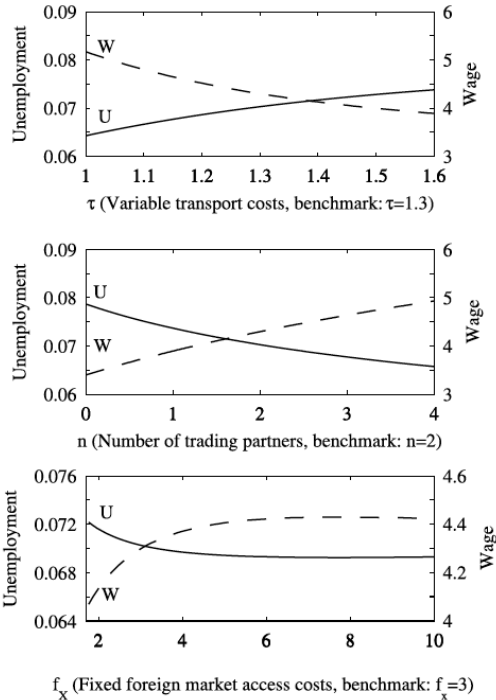 0.09
0.08
0.07
0.06
Unemployment
W
U
6
5
4
3
Wage
1 1.1 1.2 1.3 1.4 1.5 1.6
τ (Variable transport costs, benchmark: τ=1.3)
0.09
0.08
0.07
0.06
Unemployment
U
W
6
5
4
3
Wage
0 1 2 3 4
n (Number of trading partners, benchmark: n=2)
0.076
0.072
0.068
0.064
Unemployment
U
W
4.6
4.4
4.2
4
Wage
2 4 6 8 10
f_x (Fixed foreign market access costs, benchmark: f_x=3)